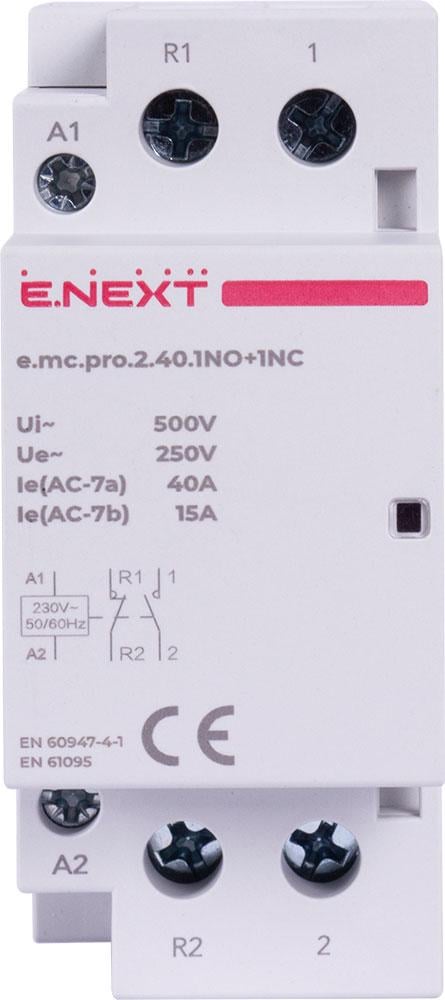 R1 1
A1
E.NEXT
e.mc.pro.2.40.1NO+1NC
Ui~ 500V
Ue~ 250V
Ie(AC-7a) 40A
Ie(AC-7b) 15A
A1 R1 1
230V~
50/60Hz
A2 R2 2
EN 60947-4-1
EN 61095
CE
A2
R2 2